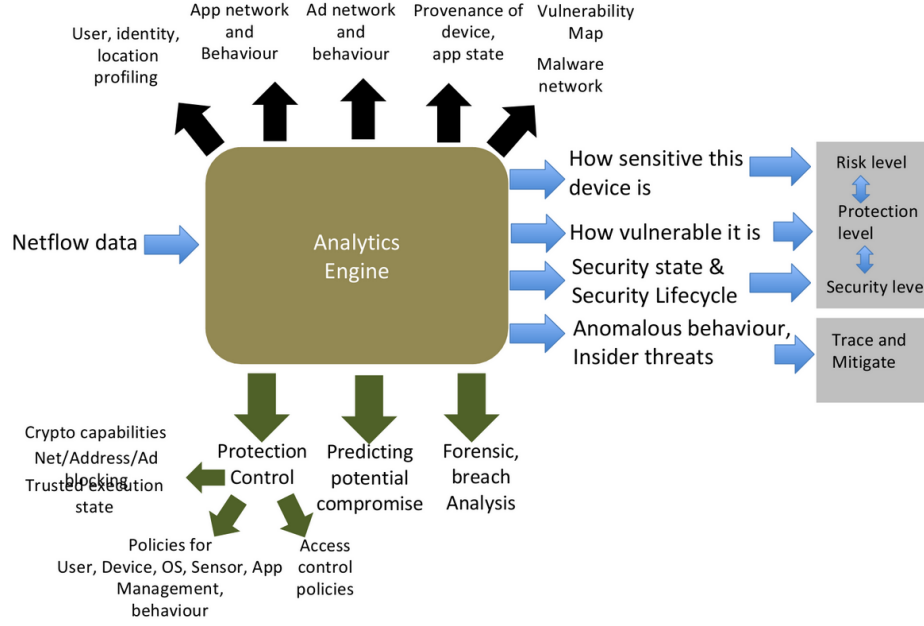 User, identity,
location
profiling
App network
and
Behaviour
Ad network
and
behaviour
Provenance of
device,
app state
Vulnerability
Map
Malware
network
Netflow data
Analytics
Engine
How sensitive this
device is
How vulnerable it is
Security state &
Security Lifecycle
Anomalous behaviour,
Insider threats
Risk level
Protection
level
Security level
Trace and
Mitigate
Protection
Control
Predicting
potential
compromise
Forensic,
breach
Analysis
Crypto capabilities
Net/Address/Ad
blocking
Trusted execution
state
Policies for
User, Device, OS, Sensor, App
Management,
behaviour
Access
control
policies